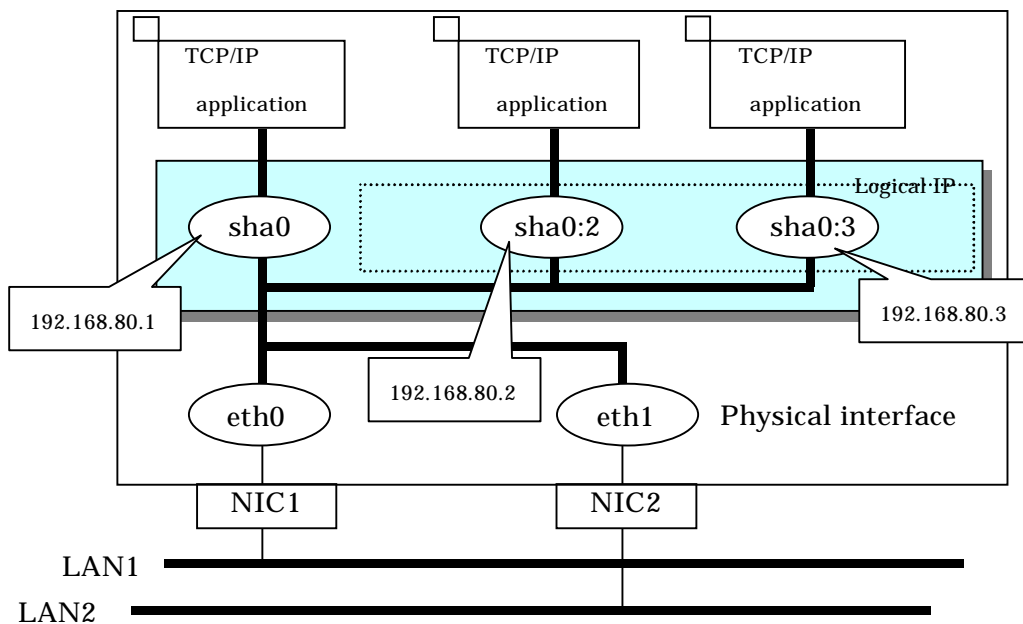 TCP/IP
application
TCP/IP
application
TCP/IP
application
Logical IP
sha0
sha0:2
sha0:3
192.168.80.1
192.168.80.2
192.168.80.3
eth0
eth1
Physical interface
NIC1
NIC2
LAN1
LAN2